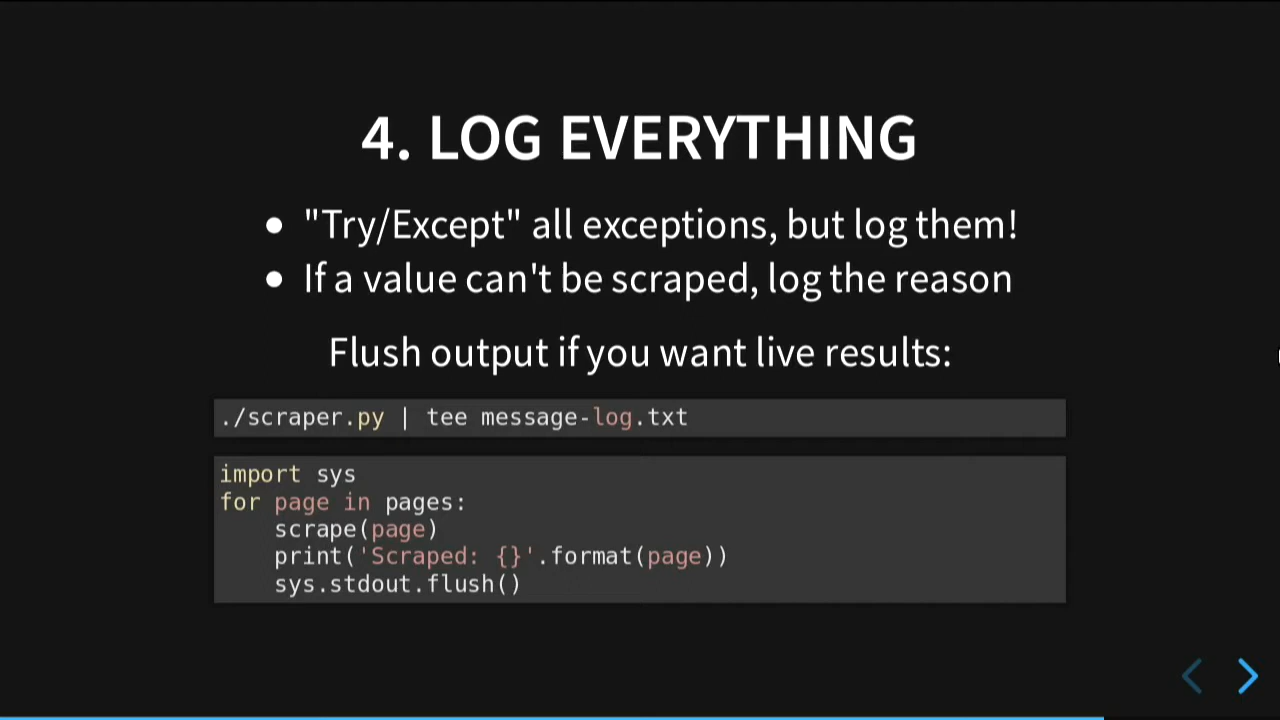 4. LOG EVERYTHING
• "Try/Except" all exceptions, but log them!
• If a value can't be scraped, log the reason
Flush output if you want live results:
./scraper.py | tee message-log.txt
import sys
for page in pages:
    scrape(page)
    print('Scraped: {}'.format(page))
    sys.stdout.flush()